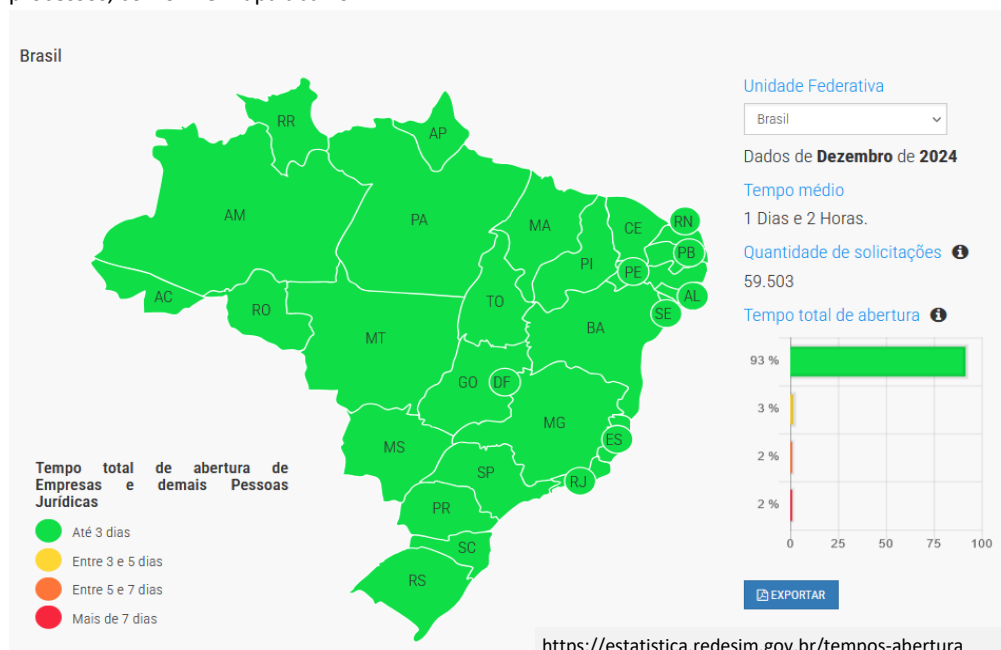 Brasil
RR
AP
AM
PA
MA
CE
RN
PI
PE
PB
AC
RO
TO
AL
SE
MT
BA
GO
DF
MG
MS
ES
SP
RJ
PR
SC
RS
Tempo total de abertura de
Empresas e demais Pessoas
Jurídicas
Até 3 dias
Entre 3 e 5 dias
Entre 5 e 7 dias
Mais de 7 dias
Unidade Federativa
Brasil
Dados de Dezembro de 2024
Tempo médio
1 Dias e 2 Horas.
Quantidade de solicitações
59.503
Tempo total de abertura
93 %
3 %
2 %
2 %
0 25 50 75 100
EXPORTAR
https://estatistica.redesim.gov.br/tempos-abertura